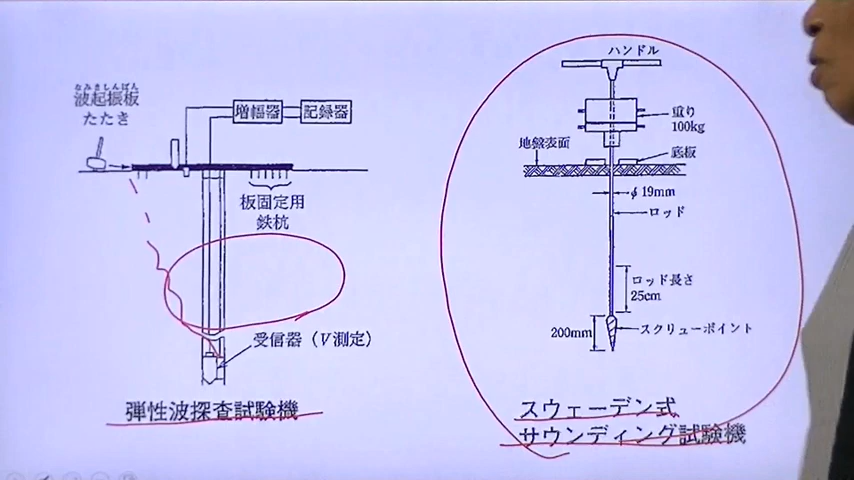 なみきしんばん
波起振板
たたき
増幅器
記録器
板固定用
鉄杭
受信器（V測定）
弾性波探査試験機
ハンドル
重り
100kg
地盤表面
底板
φ19mm
ロッド
ロッド長さ
25cm
200mm
スクリューポイント
スウェーデン式
サウンディング試験機